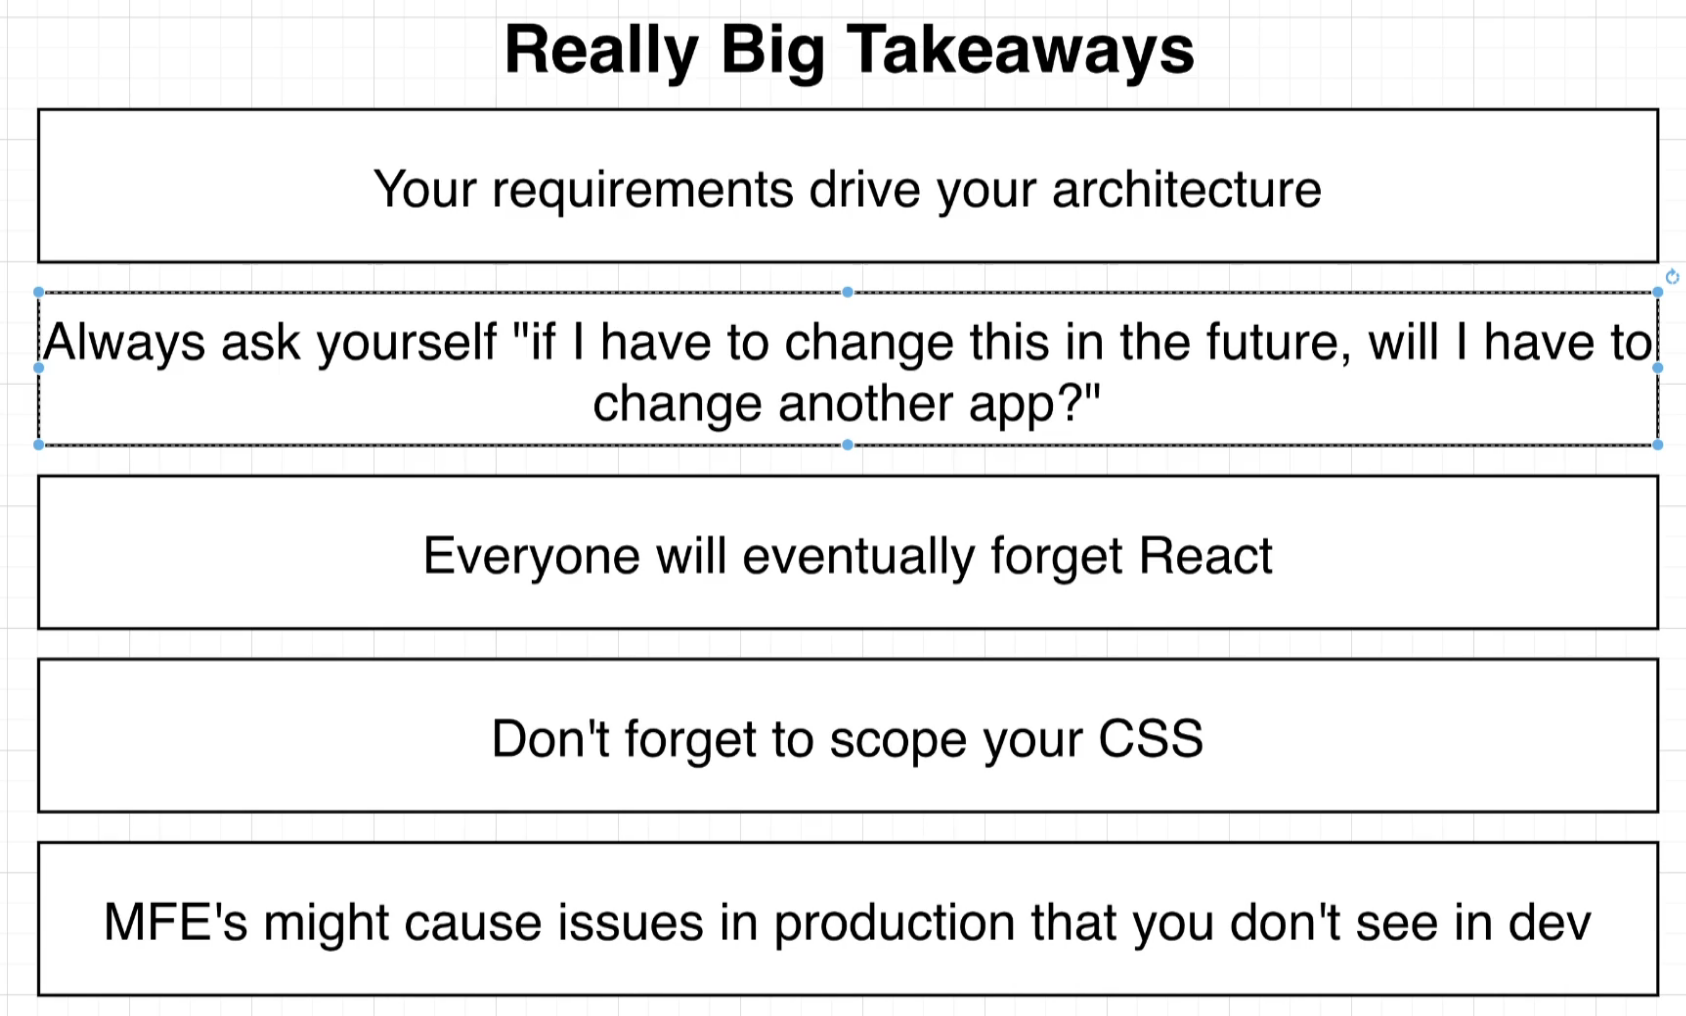 Really Big Takeaways
Your requirements drive your architecture
Always ask yourself "if I have to change this in the future, will I have to
change another app?"
Everyone will eventually forget React
Don't forget to scope your CSS
MFE's might cause issues in production that you don't see in dev